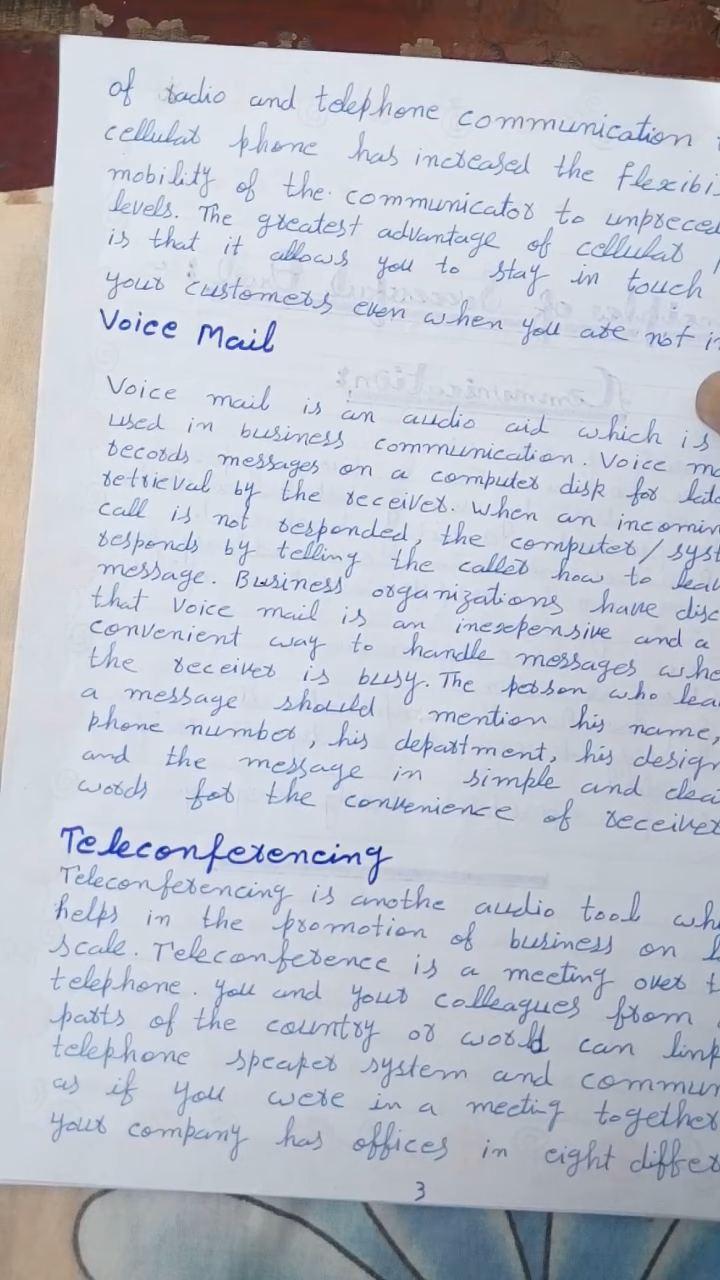 of radio and telephone communication
cellular phone has increased the flexibi
mobility of the communicator to unpreced
levels. The greatest advantage of cellular
is that it allows you to stay in touch
your customers even when you are not i
Voice Mail
Voice mail is an audio aid which is
used in business communication. Voice ma
records messages on a computer disk for late
retrieval by the receiver. When an incomin
call is not responded, the computer/syst
responds by telling the caller how to leav
message. Business organizations have disc
that voice mail is an inexepensive and a
convenient way to handle messages whe
the receiver is busy. The person who lea
a message should mention his name,
phone number, his department, his design
and the message in simple and clea
words for the convenience of receiver
Teleconferencing
Teleconferencing is anothe audio tool whi
helps in the promotion of business on l
scale. Teleconference is a meeting over t
telephone. you and your colleagues from
parts of the country or world can link
telephone speaper system and commun
as if you were in a meetig together
your company has offices in eight differ
3